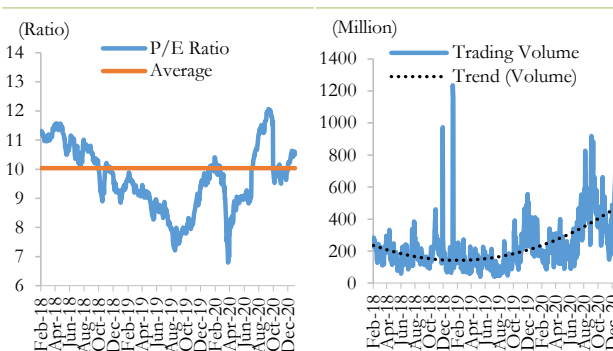 (Ratio)
P/E Ratio
Average
14
13
12
11
10
9
8
7
6
Feb-18
Apr-18
Jun-18
Aug-18
Oct-18
Dec-18
Feb-19
Apr-19
Jun-19
Aug-19
Oct-19
Dec-19
Feb-20
Apr-20
Jun-20
Aug-20
Oct-20
Dec-20
(Million)
Trading Volume
Trend (Volume)
1400
1200
1000
800
600
400
200
0
Feb-18
Apr-18
Jun-18
Aug-18
Oct-18
Dec-18
Feb-19
Apr-19
Jun-19
Aug-19
Oct-19
Dec-19
Feb-20
Apr-20
Jun-20
Aug-20
Oct-20
Dec-20